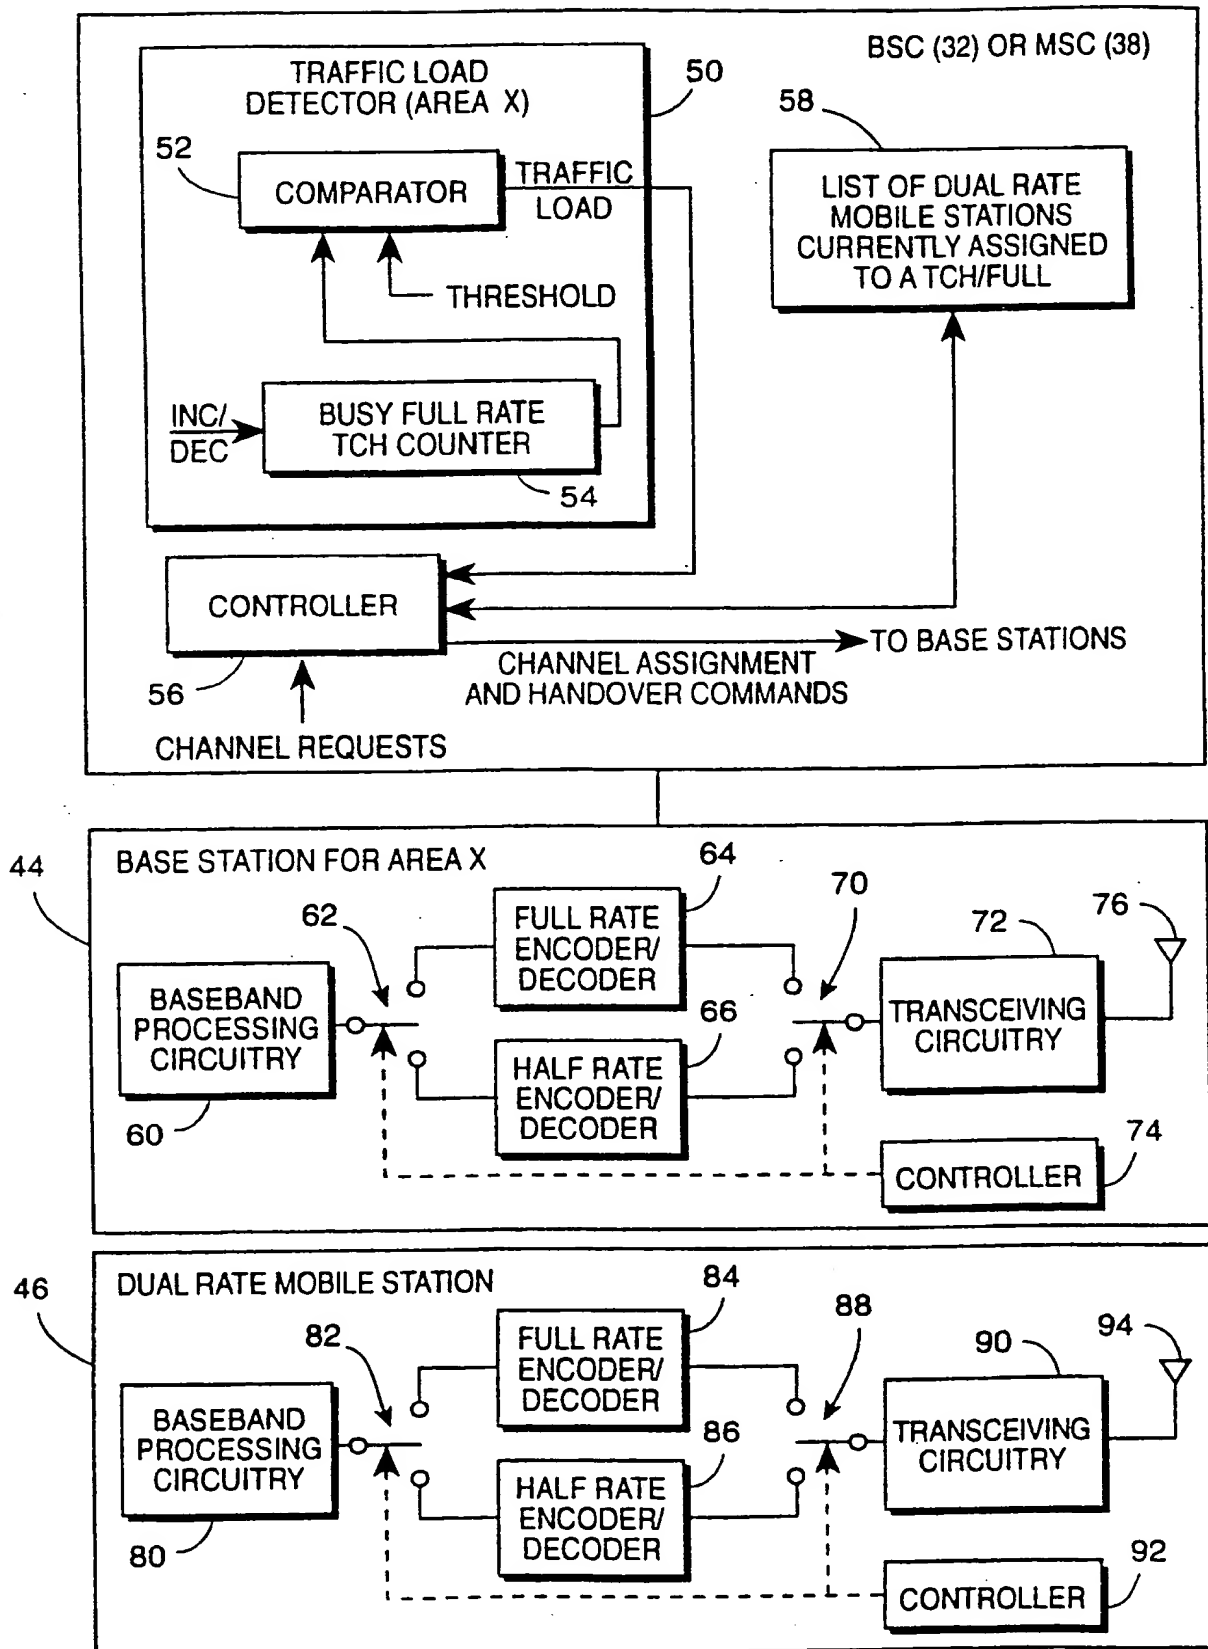 BSC (32) OR MSC (38)
TRAFFIC LOAD
DETECTOR (AREA X)
50
58
52
COMPARATOR
TRAFFIC
LOAD
LIST OF DUAL RATE
MOBILE STATIONS
CURRENTLY ASSIGNED
TO A TCH/FULL
THRESHOLD
INC/
DEC
BUSY FULL RATE
TCH COUNTER
54
CONTROLLER
TO BASE STATIONS
56
CHANNEL ASSIGNMENT
AND HANDOVER COMMANDS
CHANNEL REQUESTS
44
BASE STATION FOR AREA X
64
70
76
62
72
FULL RATE
ENCODER/
DECODER
BASEBAND
PROCESSING
CIRCUITRY
66
TRANSCEIVING
CIRCUITRY
HALF RATE
ENCODER/
DECODER
60
74
CONTROLLER
46
DUAL RATE MOBILE STATION
84
88
94
82
90
FULL RATE
ENCODER/
DECODER
BASEBAND
PROCESSING
CIRCUITRY
86
TRANSCEIVING
CIRCUITRY
HALF RATE
ENCODER/
DECODER
80
92
CONTROLLER